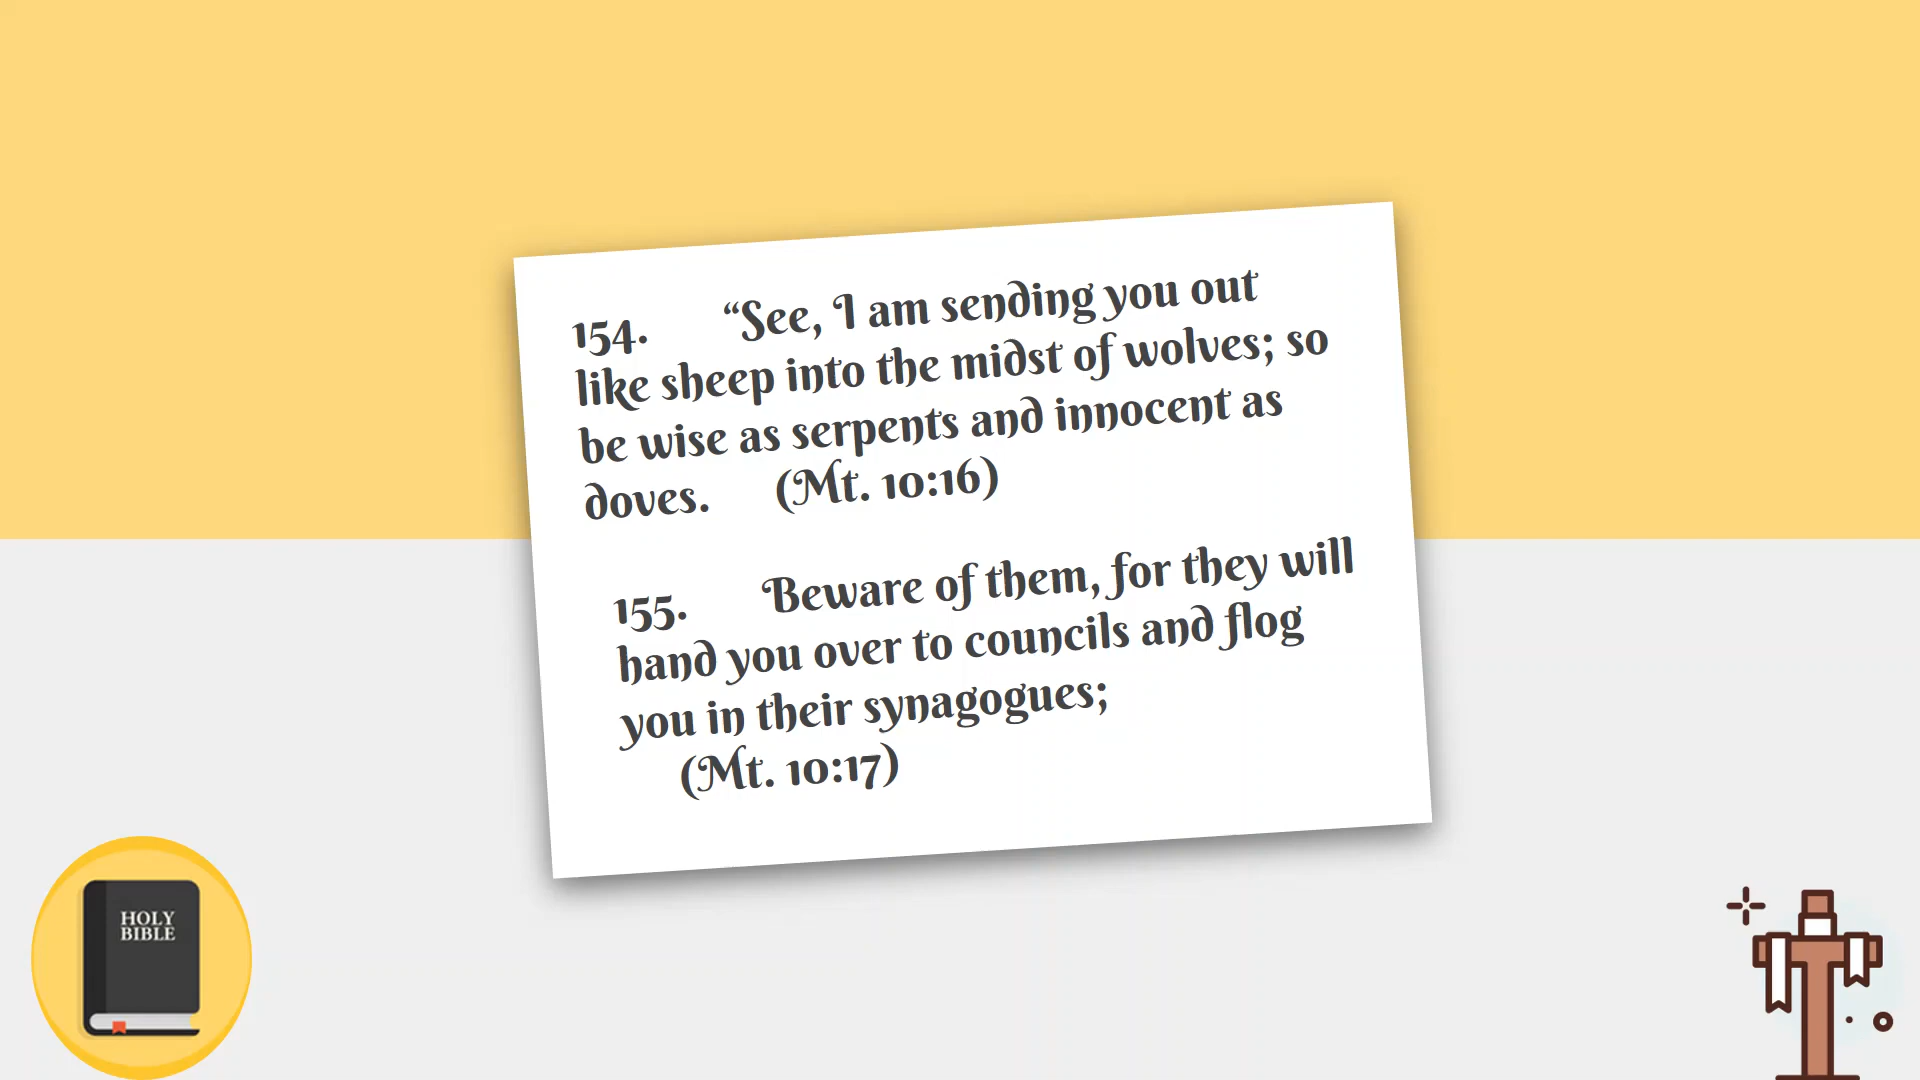 154. “See, I am sending you out
like sheep into the midst of wolves; so
be wise as serpents and innocent as
doves. (Mt. 10:16)
155. Beware of them, for they will
hand you over to councils and flog
you in their synagogues;
(Mt. 10:17)
HOLY
BIBLE